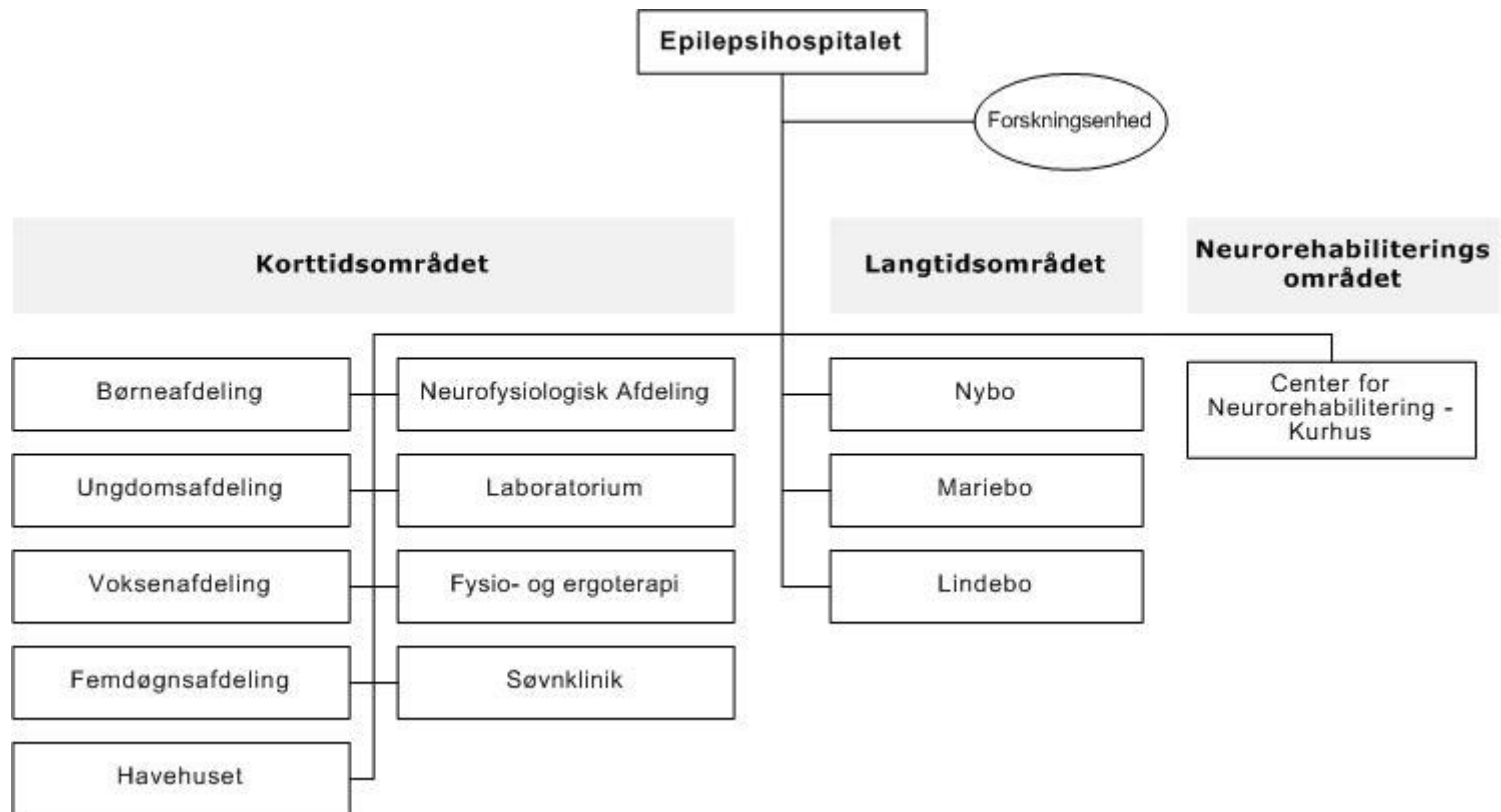 Epilepsihospitalet
Forskningsenhed
Korttidsområdet
Langtidsområdet
Neurorehabiliterings
området
Børneafdeling
Neurofysiologisk Afdeling
Nybo
Center for
Neurorehabilitering -
Kurhus
Ungdomsafdeling
Laboratorium
Mariebo
Voksenafdeling
Fysio- og ergoterapi
Lindebo
Femdøgnsafdeling
Søvnklinik
Havehuset